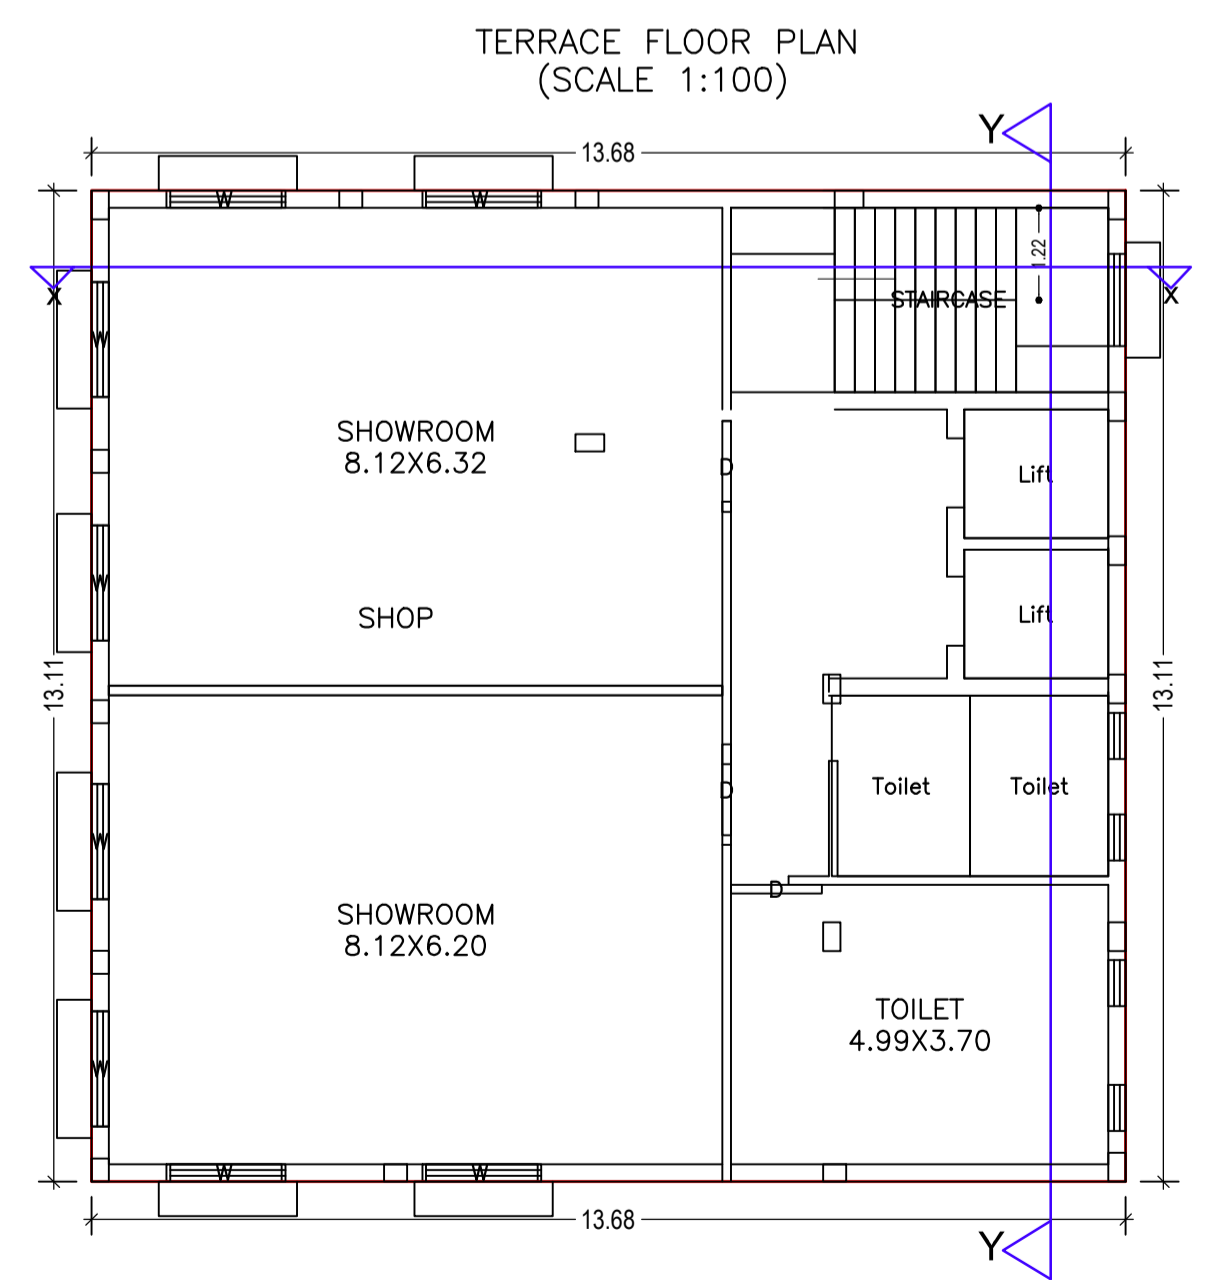 TERRACE FLOOR PLAN
(SCALE 1:100)
Y
13.68
W
W
1.22
STAIRCASE
X
X
W
SHOWROOM
8.12X6.32
D
Lift
W
Lift
SHOP
13.11
13.11
Toilet
Toilet
D
W
D
SHOWROOM
8.12X6.20
TOILET
4.99X3.70
W
W
W
13.68
Y